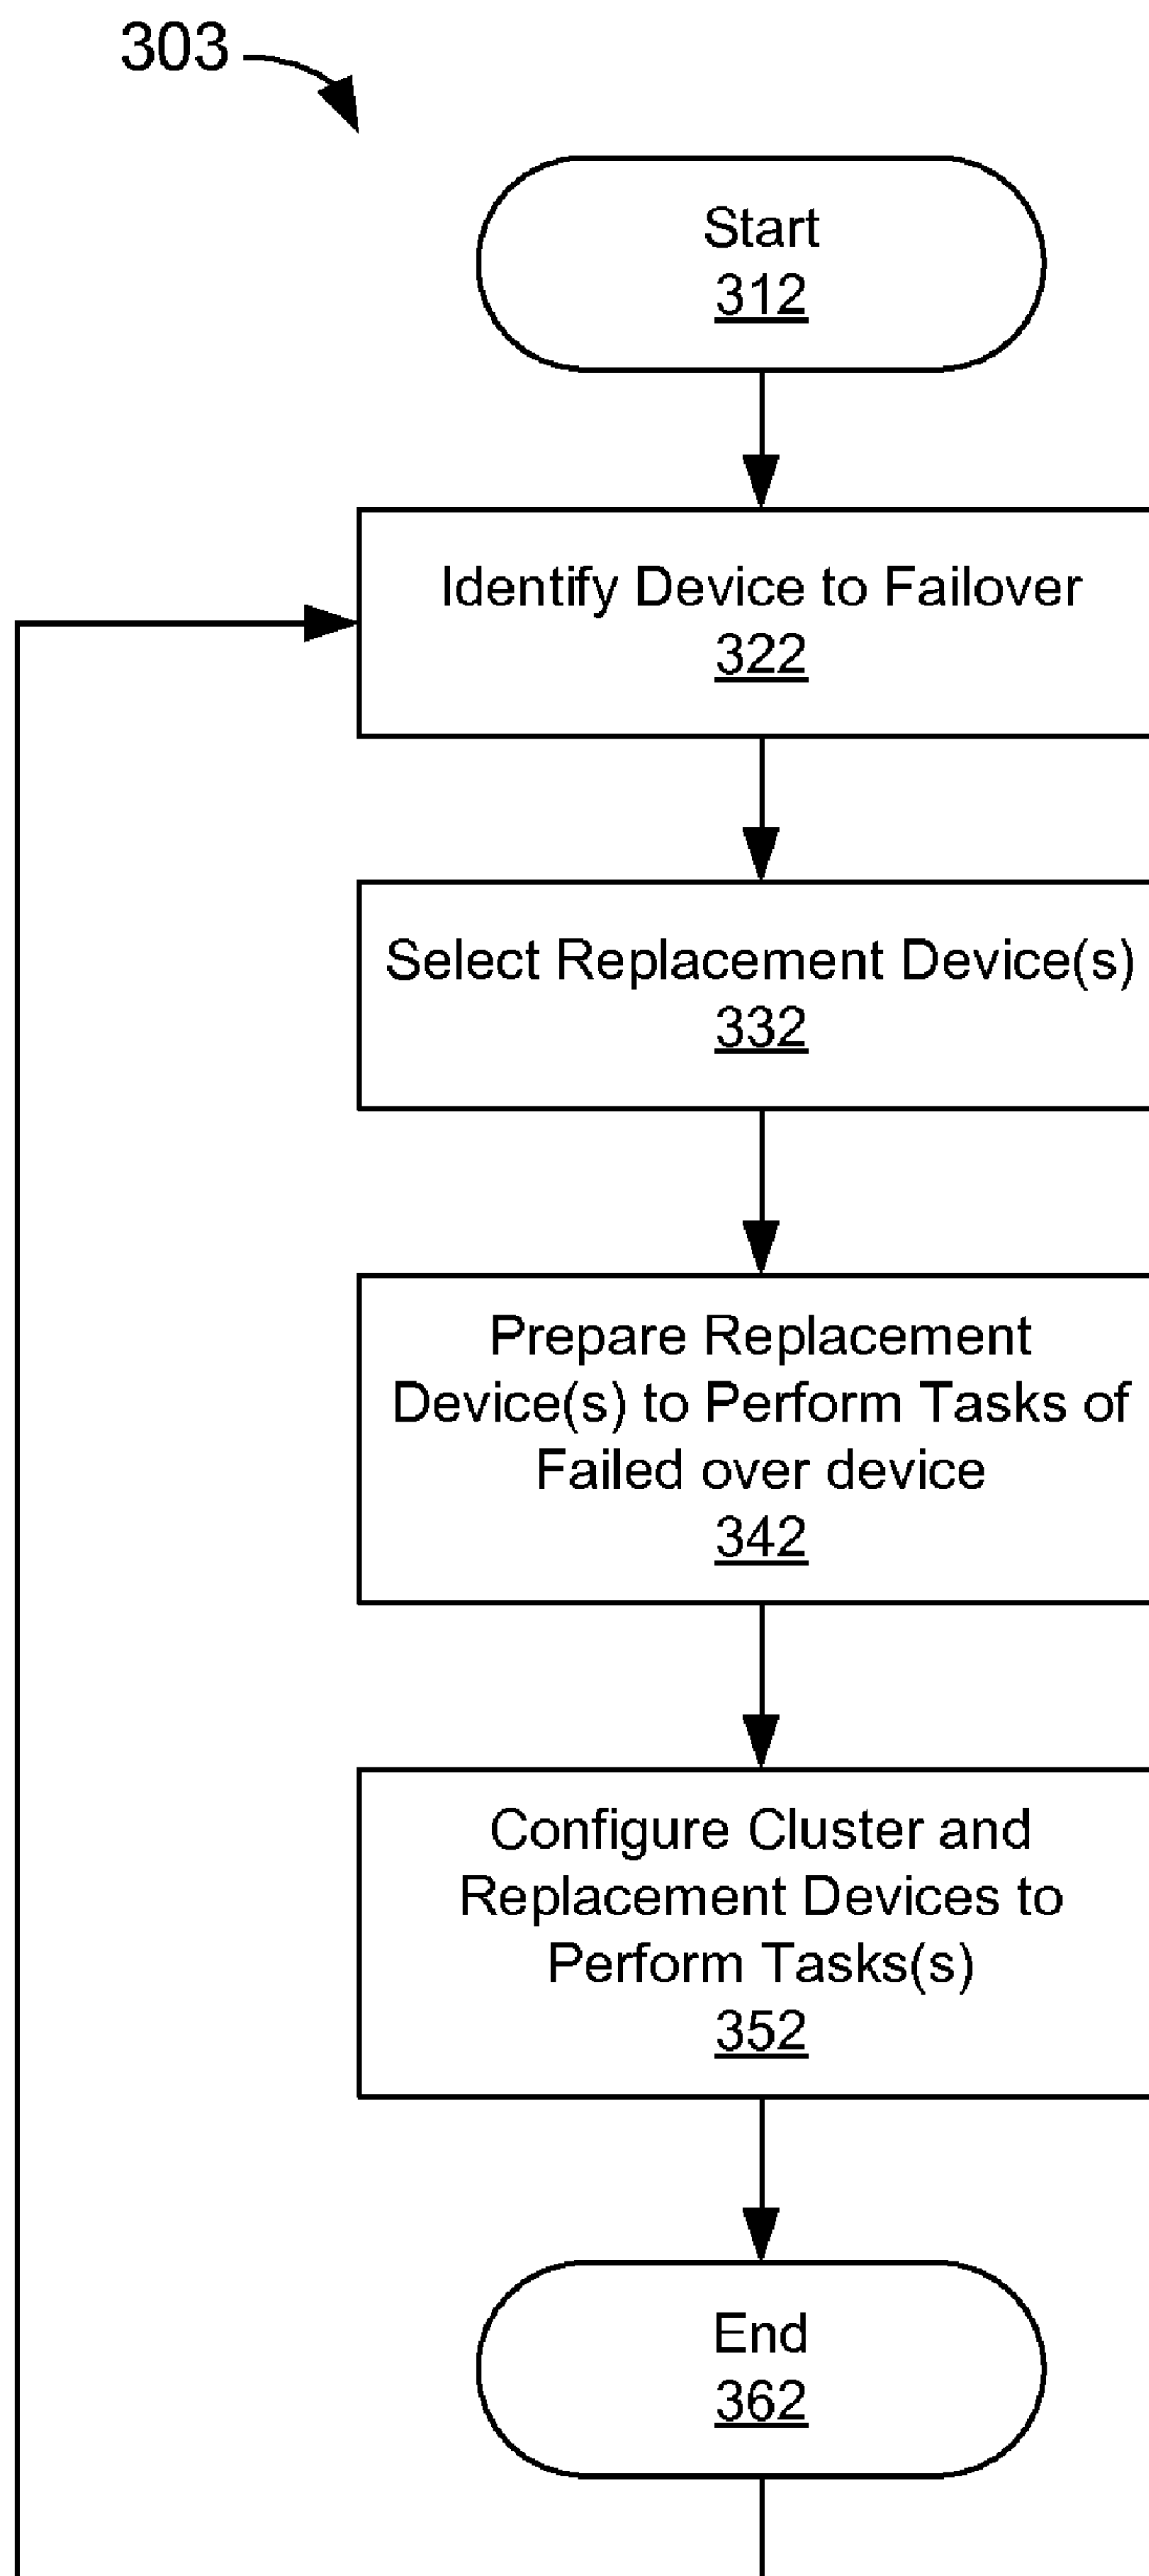 303
Start
312
Identify Device to Failover
322
Select Replacement Device(s)
332
Prepare Replacement
Device(s) to Perform Tasks of
Failed over device
342
Configure Cluster and
Replacement Devices to
Perform Tasks(s)
352
End
362